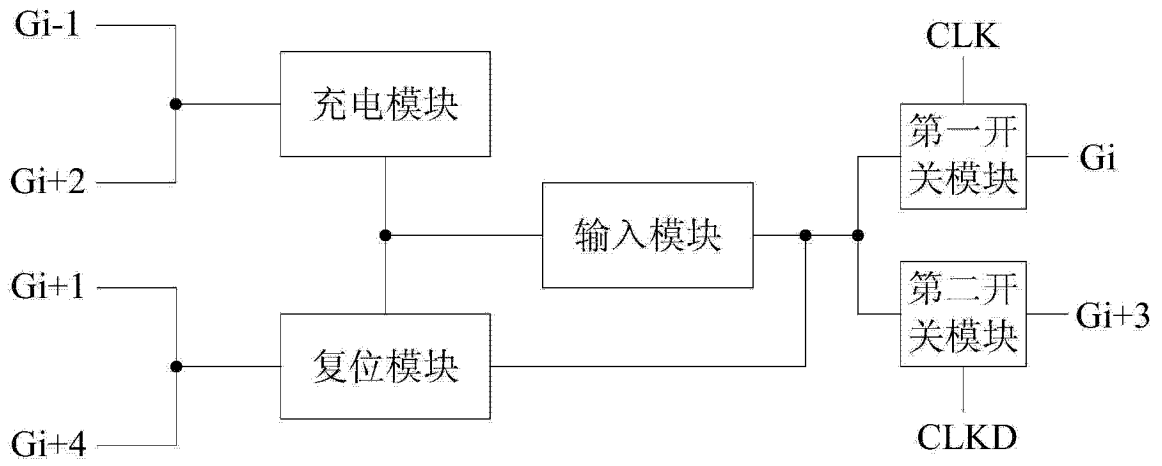 Gi-1
充电模块
Gi+2
CLK
第一开
关模块
Gi
输入模块
Gi+1
复位模块
Gi+4
第二开
关模块
Gi+3
CLKD